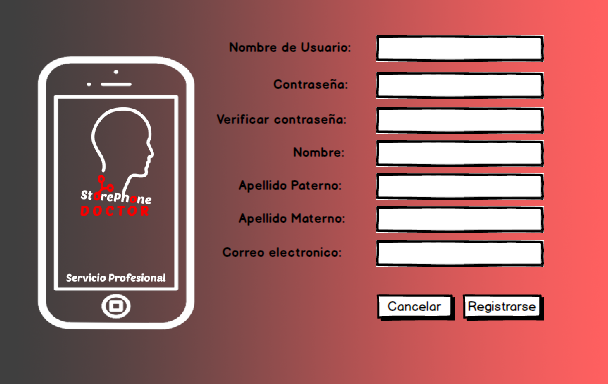 Nombre de Usuario:
Contraseña:
Verificar contraseña:
Nombre:
Apellido Paterno:
Apellido Materno:
Correo electronico:
Cancelar
Registrarse
Storephone
DOCTOR
Servicio Profesional